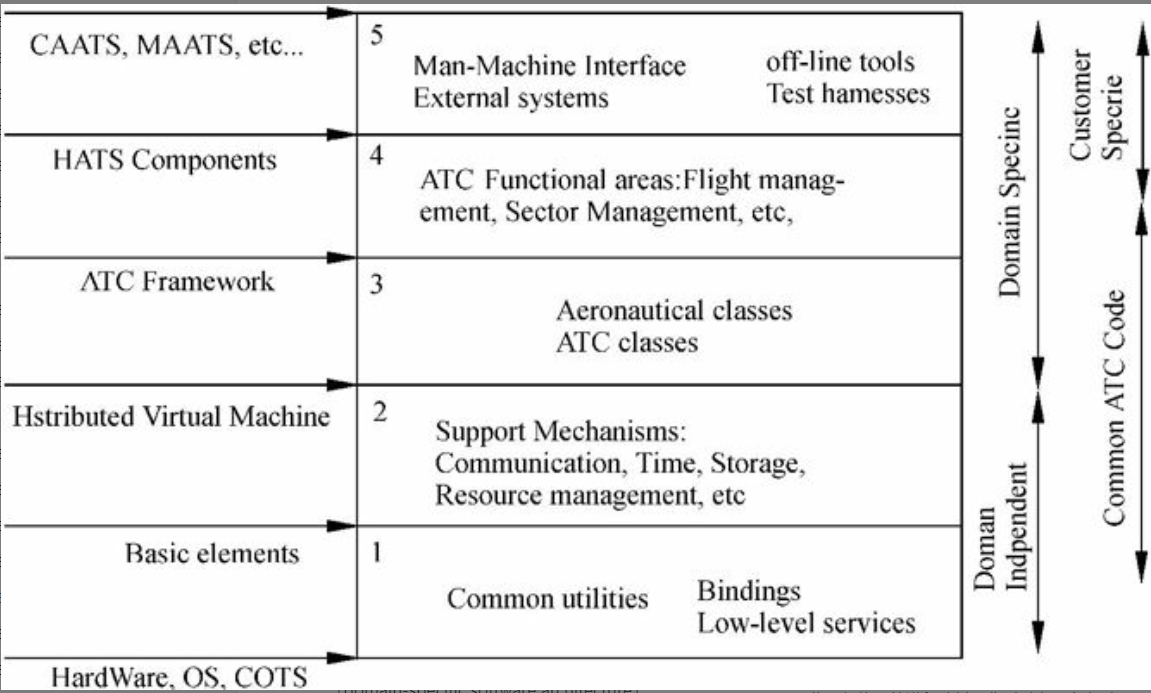 CAATS, MAATS, etc...
5
Man-Machine Interface
External systems
off-line tools
Test hamesses
HATS Components
4
ATC Functional areas:Flight manag-
ement, Sector Management, etc,
ATC Framework
3
Aeronautical classes
ATC classes
Hstributed Virtual Machine
2
Support Mechanisms:
Communication, Time, Storage,
Resource management, etc
Basic elements
1
Common utilities
Bindings
Low-level services
HardWare, OS, COTS
Domain Specinc
Doman
Indpendent
Customer
Specrie
Common ATC Code